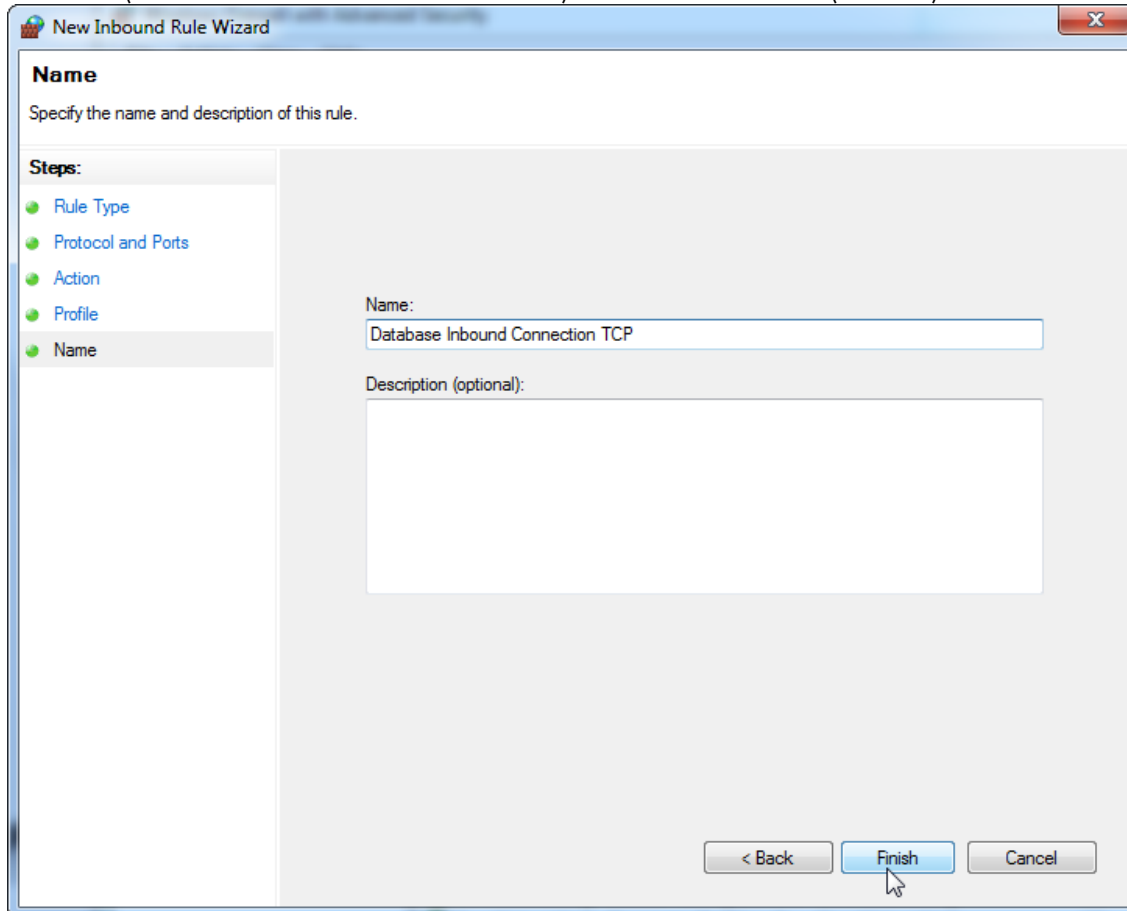 New Inbound Rule Wizard
Name
Specify the name and description of this rule.
Steps:
Rule Type
Protocol and Ports
Action
Profile
Name
Name:
Database Inbound Connection TCP
Description (optional):
< Back
Finish
Cancel